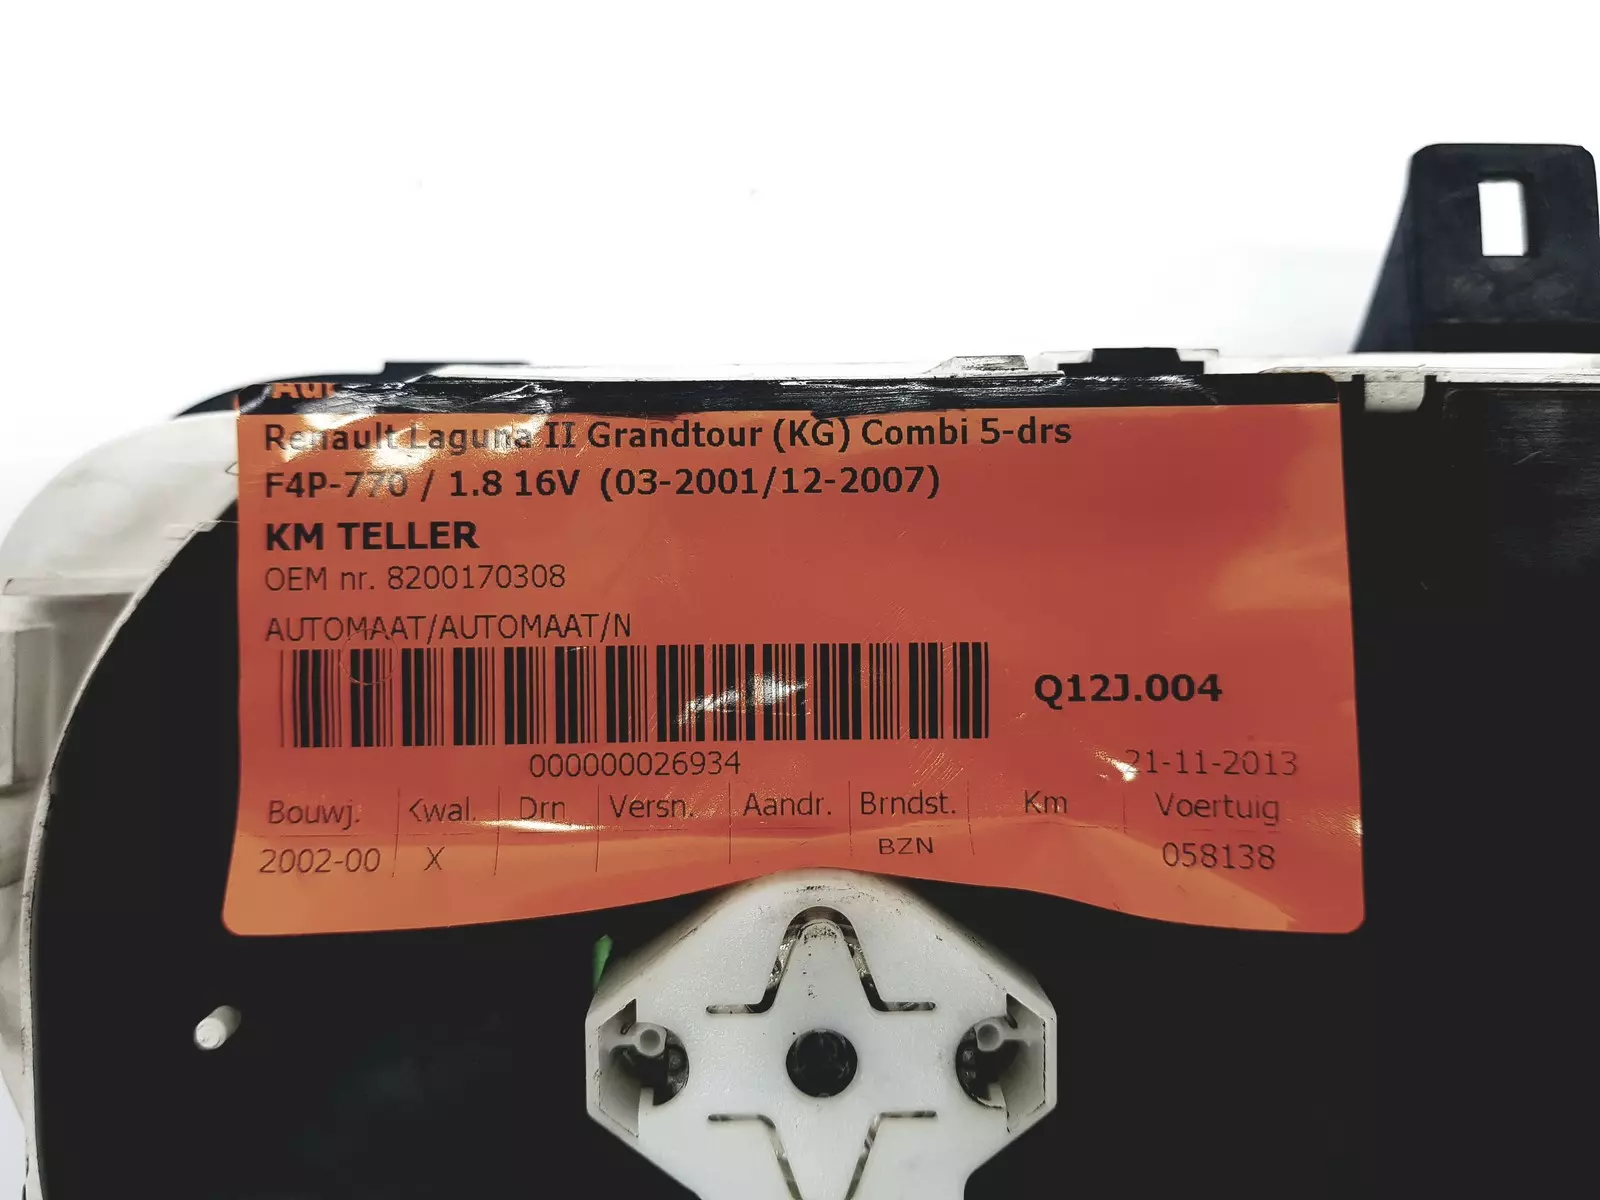 Renault Laguna II Grandtour (KG) Combi 5-drs
F4P-770 / 1.8 16V (03-2001/12-2007)
KM TELLER
OEM nr. 8200170308
AUTOMAAT/AUTOMAAT/N
Q12J.004
000000026934
21-11-2013
Bouwj. Kwal. Drn. Versn. Aandr. Brndst. Km Voertuig
2002-00 X BZN 058138